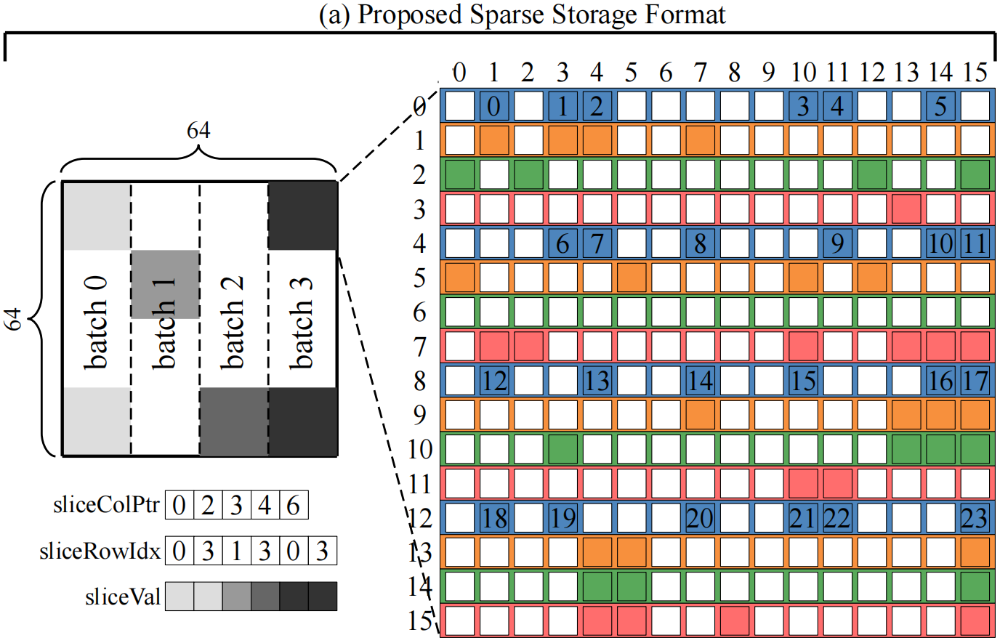 (a) Proposed Sparse Storage Format
64
64
batch 0
batch 1
batch 2
batch 3
sliceColPtr 0 2 3 4 6
sliceRowIdx 0 3 1 3 0 3
sliceVal
0 1 2 3 4 5 6 7 8 9 10 11 12 13 14 15
0 0 1 2 3 4 5
1
2
3
4 6 7 8 9 10 11
5
6
7
8 12 13 14 15 16 17
9
10
11
12 18 19 20 21 22 23
13
14
15